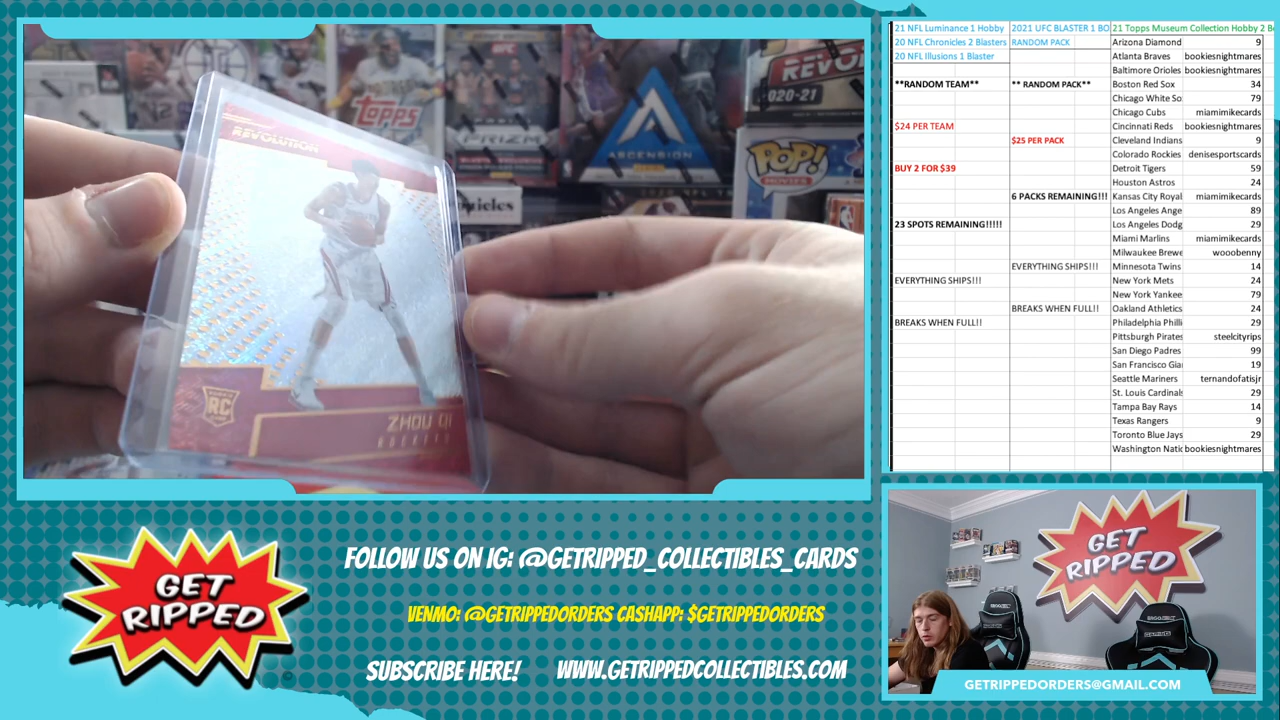 REVOLUTION
RC
ZHOU QI
ROCKETS
TOPPS
PRIZM
ASCENSION
REVO
2020-21
POP!
MOVIES
21 NFL Luminance 1 Hobby
20 NFL Chronicles 2 Blasters
20 NFL Illusions 1 Blaster
**RANDOM TEAM**
$24 PER TEAM
BUY 2 FOR $39
23 SPOTS REMAINING!!!!!
EVERYTHING SHIPS!!!
BREAKS WHEN FULL!!
2021 UFC BLASTER 1 BO
RANDOM PACK
** RANDOM PACK**
$25 PER PACK
6 PACKS REMAINING!!!
EVERYTHING SHIPS!!!
BREAKS WHEN FULL!!
21 Topps Museum Collection Hobby 2 B
Arizona Diamond 9
Atlanta Braves bookiesnightmares
Baltimore Orioles bookiesnightmares
Boston Red Sox 34
Chicago White So 79
Chicago Cubs miamimikecards
Cincinnati Reds bookiesnightmares
Cleveland Indians 9
Colorado Rockies denisesportscards
Detroit Tigers 59
Houston Astros 24
Kansas City Royal miamimikecards
Los Angeles Ange 89
Los Angeles Dodg 29
Miami Marlins miamimikecards
Milwaukee Brewe wooobenny
Minnesota Twins 14
New York Mets 24
New York Yankee 79
Oakland Athletics 24
Philadelphia Philli 29
Pittsburgh Pirates steelcityrips
San Diego Padres 99
San Francisco Gia 19
Seattle Mariners ternandofatisjr
St. Louis Cardinals 29
Tampa Bay Rays 14
Texas Rangers 9
Toronto Blue Jays 29
Washington Natic bookiesnightmares
GET
RIPPED
FOLLOW US ON IG: @GETRIPPED_COLLECTIBLES_CARDS
VENMO: @GETRIPPEDORDERS CASHAPP: $GETRIPPEDORDERS
SUBSCRIBE HERE! WWW.GETRIPPEDCOLLECTIBLES.COM
GET
RIPPED
GETRIPPEDORDERS@GMAIL.COM